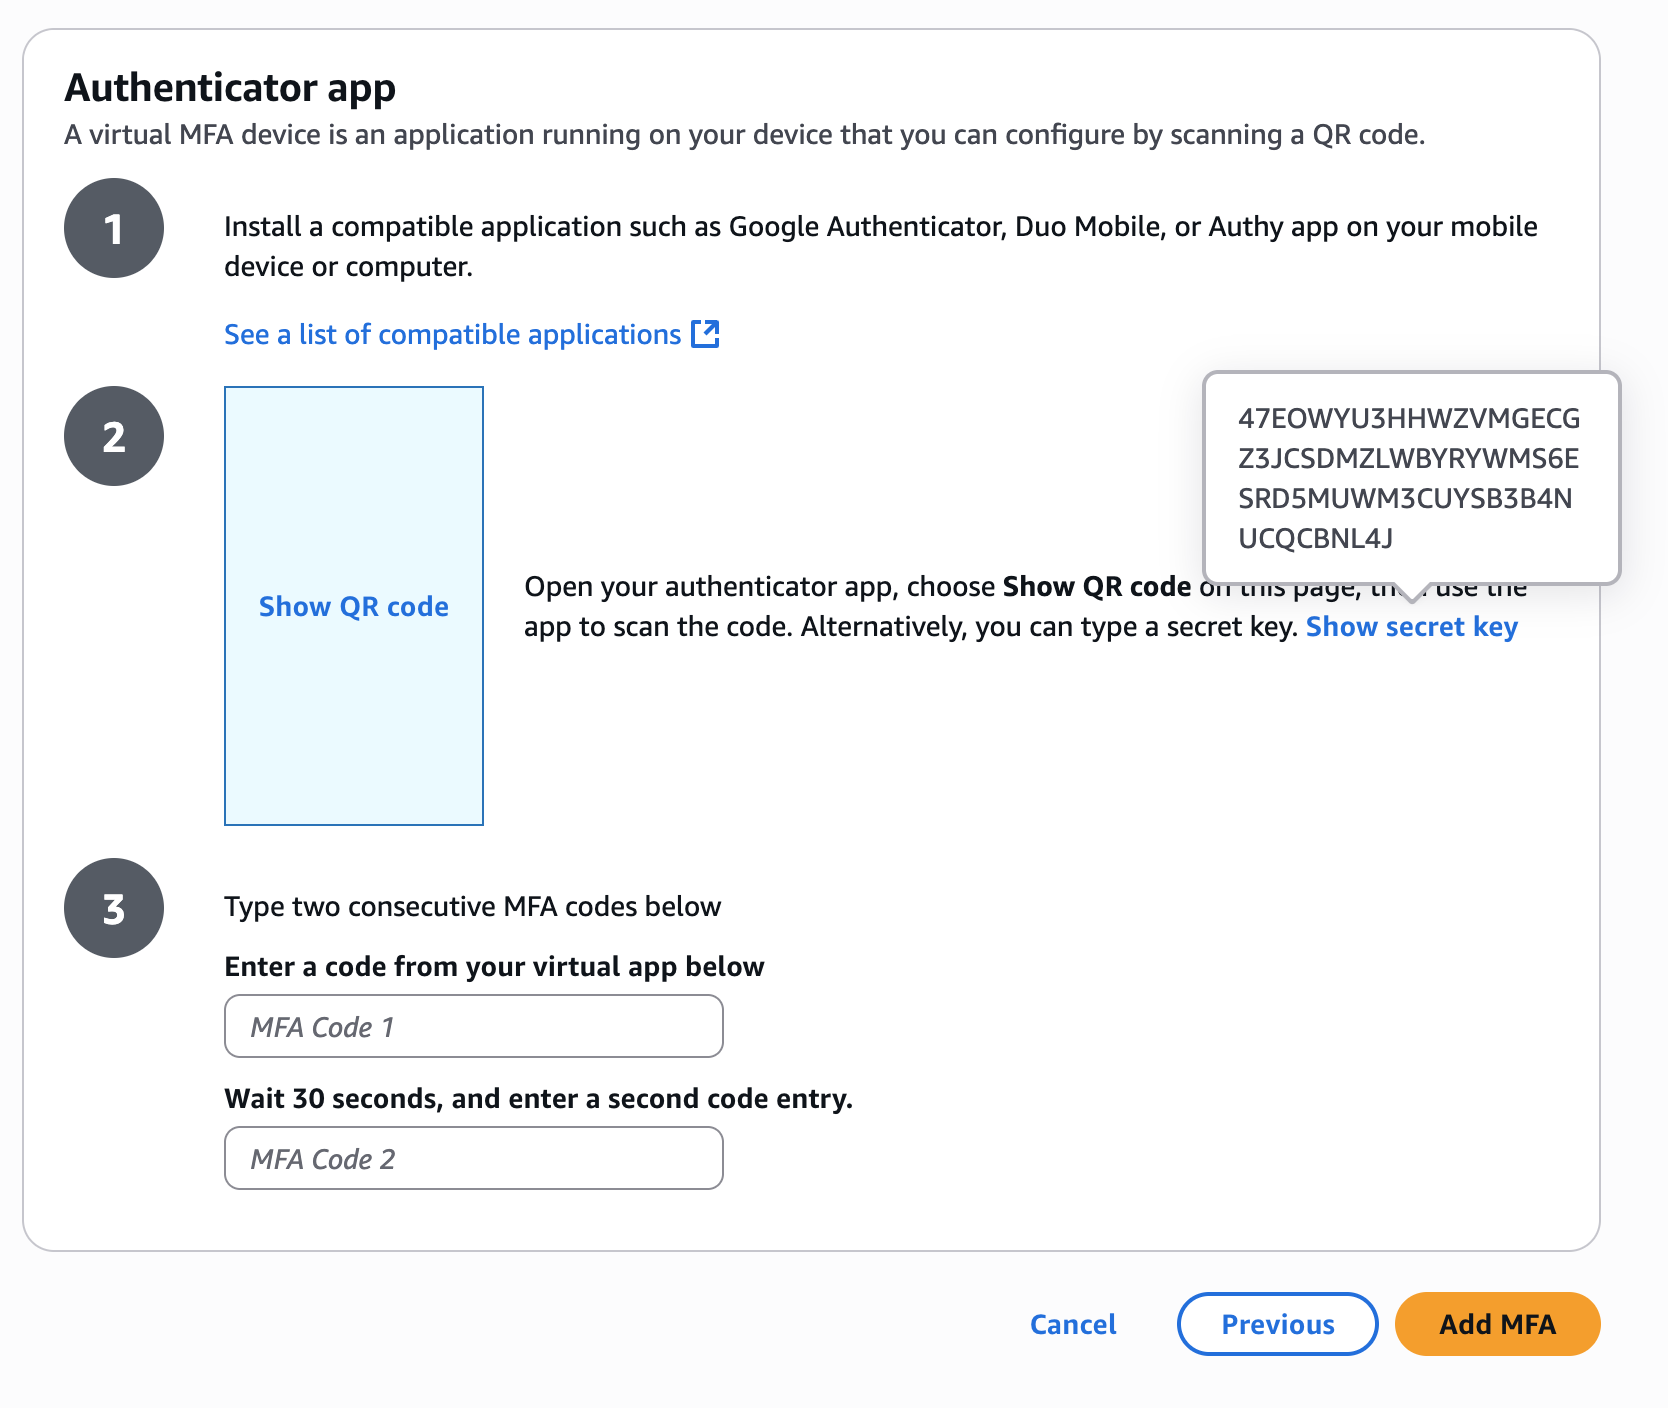 Authenticator app
A virtual MFA device is an application running on your device that you can configure by scanning a QR code.
1
Install a compatible application such as Google Authenticator, Duo Mobile, or Authy app on your mobile
device or computer.
See a list of compatible applications
2
Show QR code
47EOWYU3HHWZVMGECG
Z3JCSDMZLWBYRYWMS6E
SRD5MUWM3CUYSB3B4N
UCQCBNL4J
Open your authenticator app, choose Show QR code on this page, then use the
app to scan the code. Alternatively, you can type a secret key. Show secret key
3
Type two consecutive MFA codes below
Enter a code from your virtual app below
MFA Code 1
Wait 30 seconds, and enter a second code entry.
MFA Code 2
Cancel
Previous
Add MFA